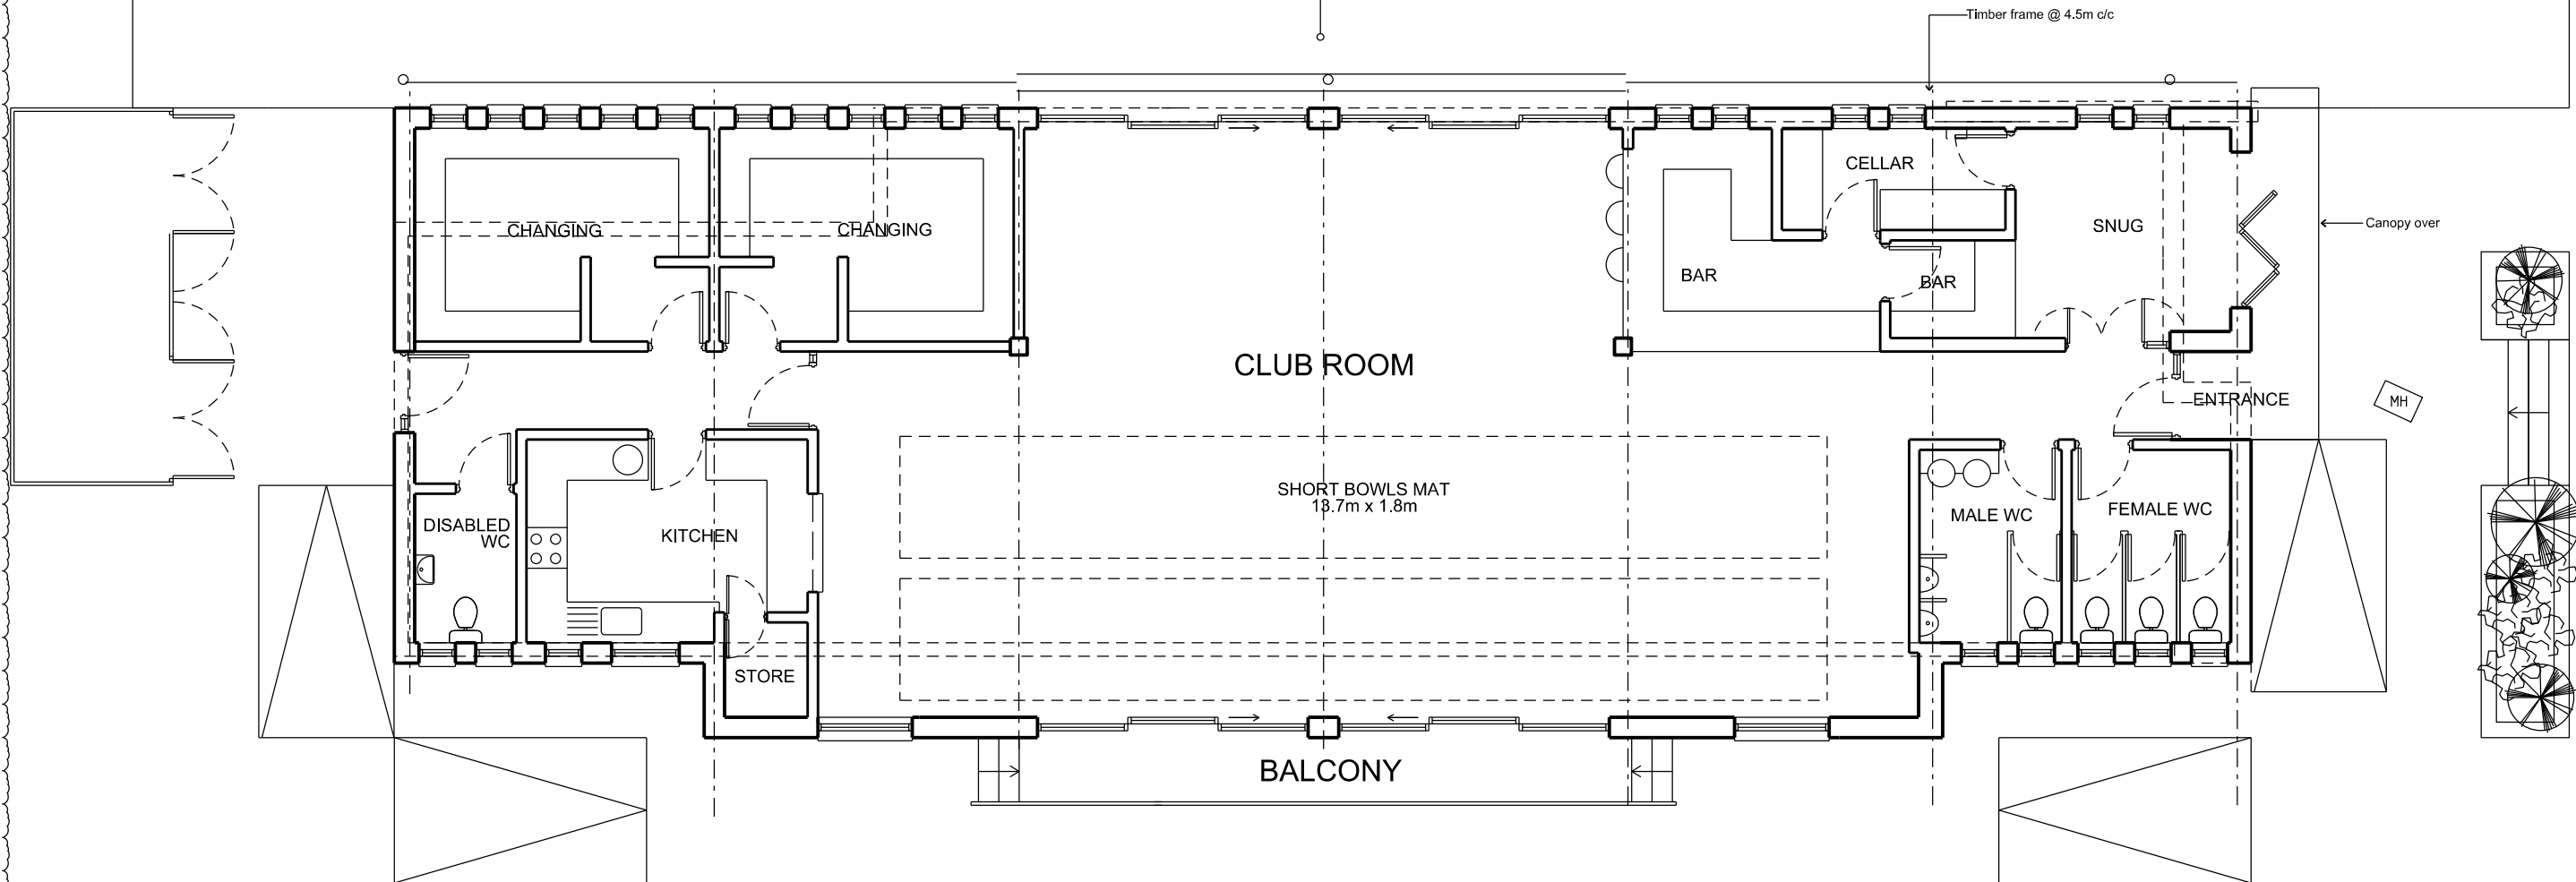 Timber frame @ 4.5m c/c
CELLAR
CHANGING
CHANGING
SNUG
Canopy over
BAR
BAR
CLUB ROOM
ENTRANCE
MH
SHORT BOWLS MAT
13.7m x 1.8m
DISABLED
WC
KITCHEN
MALE WC
FEMALE WC
STORE
BALCONY